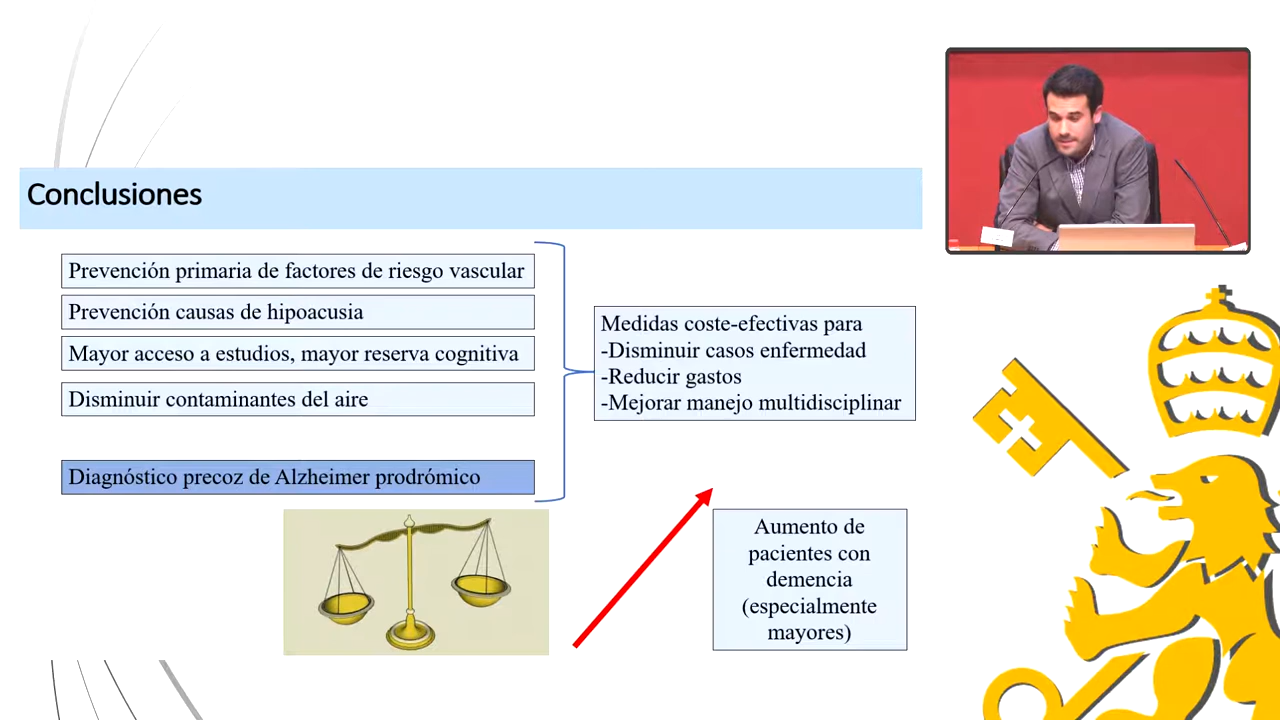 Conclusiones
Prevención primaria de factores de riesgo vascular
Prevención causas de hipoacusia
Mayor acceso a estudios, mayor reserva cognitiva
Disminuir contaminantes del aire
Diagnóstico precoz de Alzheimer prodrómico
Medidas coste-efectivas para
-Disminuir casos enfermedad
-Reducir gastos
-Mejorar manejo multidisciplinar
Aumento de
pacientes con
demencia
(especialmente
mayores)